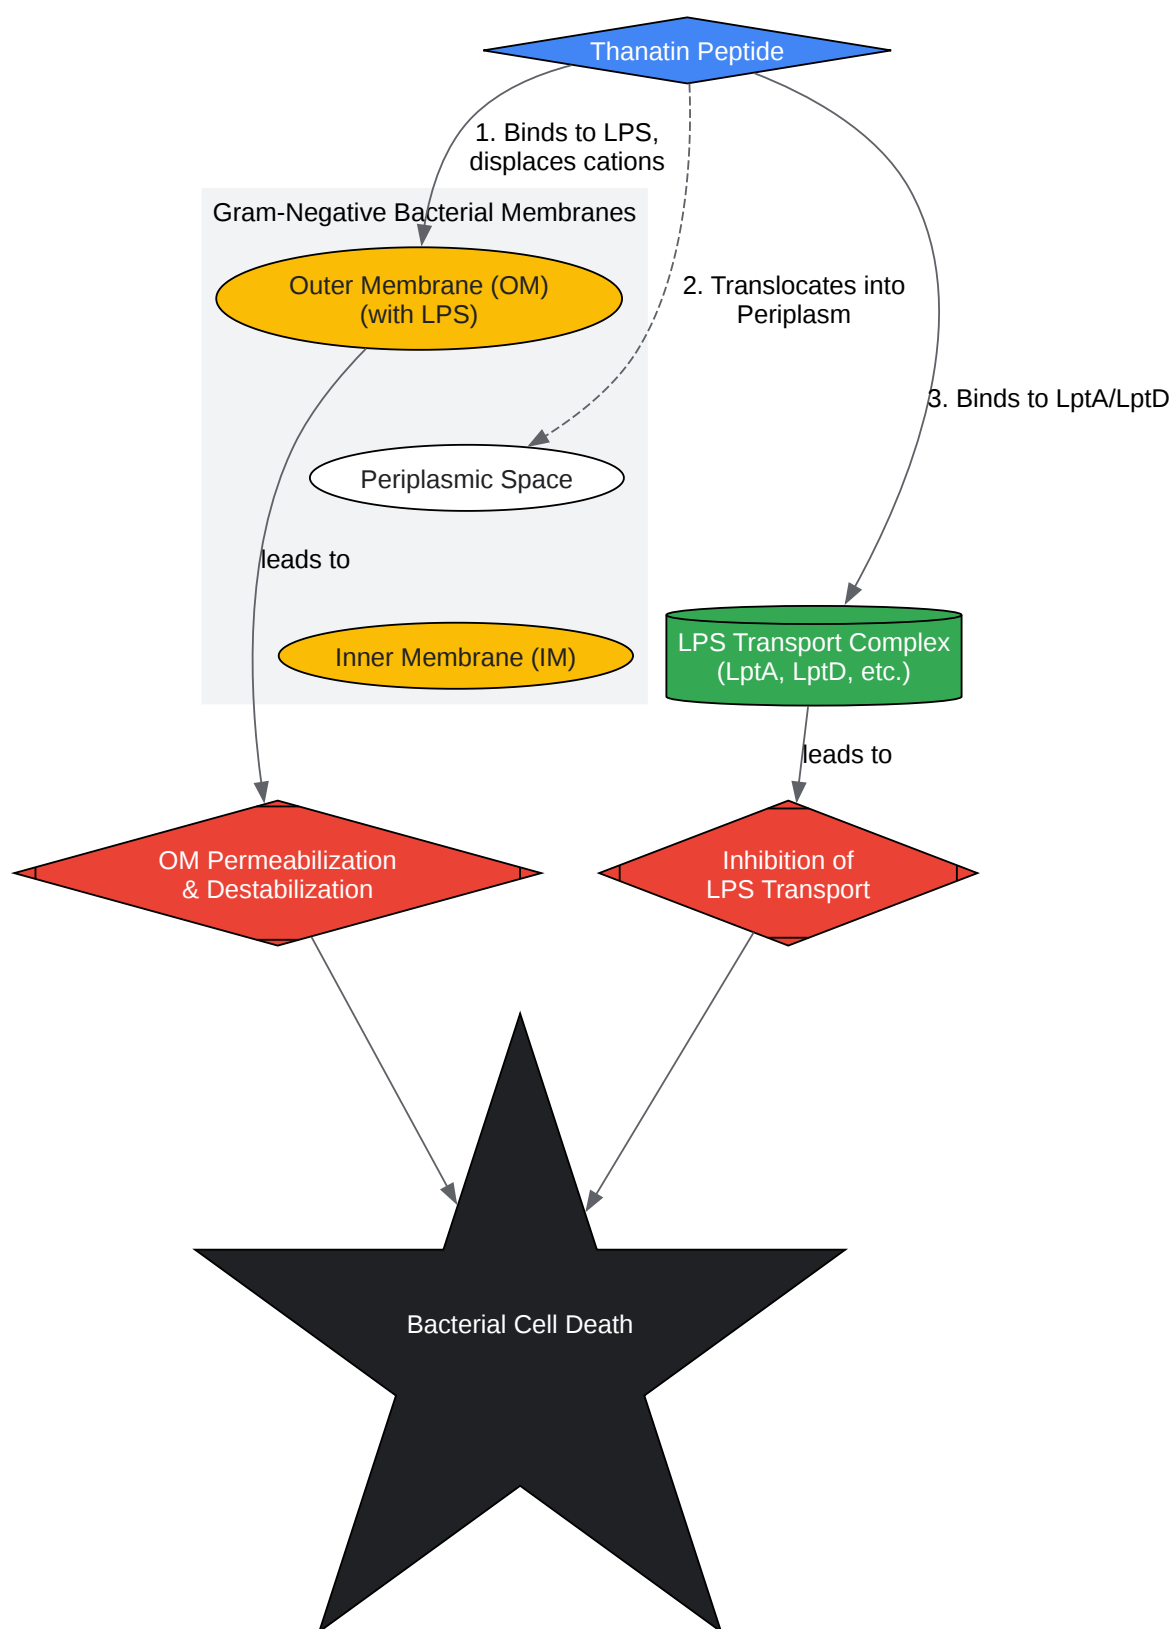 Thanatin Peptide
1. Binds to LPS,
displaces cations
Gram-Negative Bacterial Membranes
Outer Membrane (OM)
(with LPS)
2. Translocates into
Periplasm
3. Binds to LptA/LptD
Periplasmic Space
leads to
Inner Membrane (IM)
LPS Transport Complex
(LptA, LptD, etc.)
leads to
OM Permeabilization
& Destabilization
Inhibition of
LPS Transport
Bacterial Cell Death